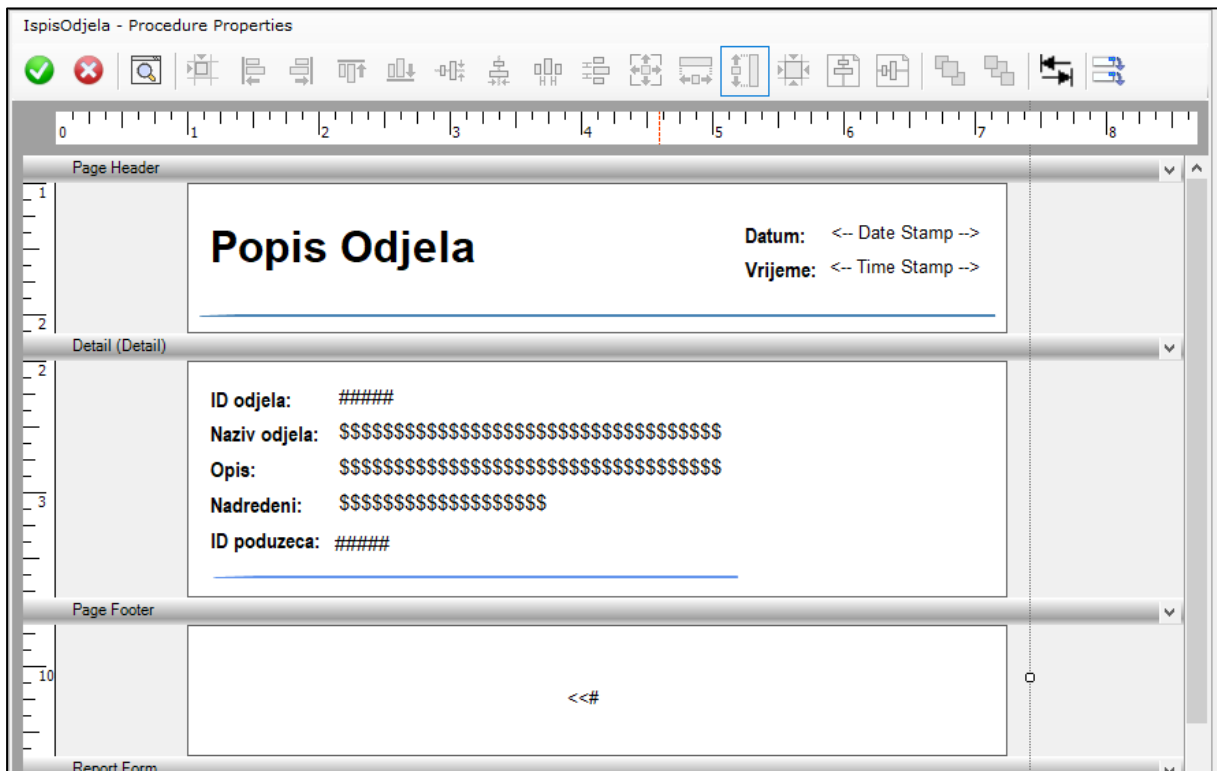 IspisOdjela - Procedure Properties
0 1 2 3 4 5 6 7 8
Page Header
1
Popis Odjela
Datum: <-- Date Stamp -->
Vrijeme: <-- Time Stamp -->
2
Detail (Detail)
2
ID odjela: #####
Naziv odjela: $$$$$$$$$$$$$$$$$$$$$$$$$$$$$$$$$$$
Opis: $$$$$$$$$$$$$$$$$$$$$$$$$$$$$$$$$$$
3 Nadredeni: $$$$$$$$$$$$$$$$$$$
ID poduzeca: #####
Page Footer
10
<<#
Report Form